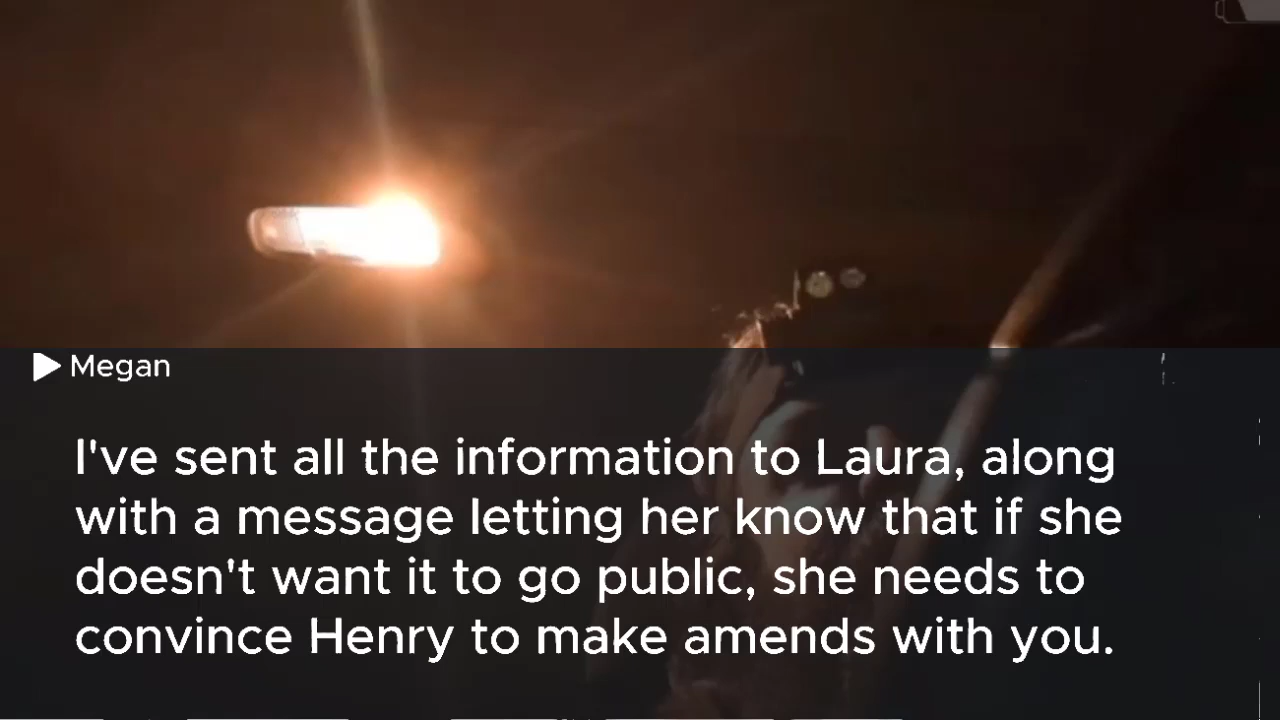 Megan
I've sent all the information to Laura, along
with a message letting her know that if she
doesn't want it to go public, she needs to
convince Henry to make amends with you.